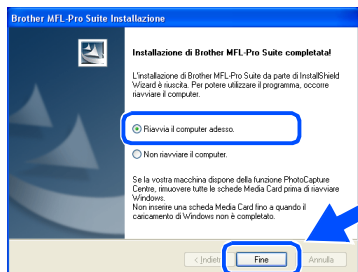 Brother MFL-Pro Suite Installazione
Installazione di Brother MFL-Pro Suite completata!
L'installazione di Brother MFL-Pro Suite da parte di InstallShield
Wizard è riuscita. Per potere utilizzare il programma, occorre
riavviare il computer.
Riavvia il computer adesso.
Non riavviare il computer.
Se la vostra macchina dispone della funzione PhotoCapture
Centre, rimuovere tutte le schede Media Card prima di riavviare
Windows.
Non inserire una scheda Media Card fino a quando il
caricamento di Windows non è completato.
Fine
Annulla